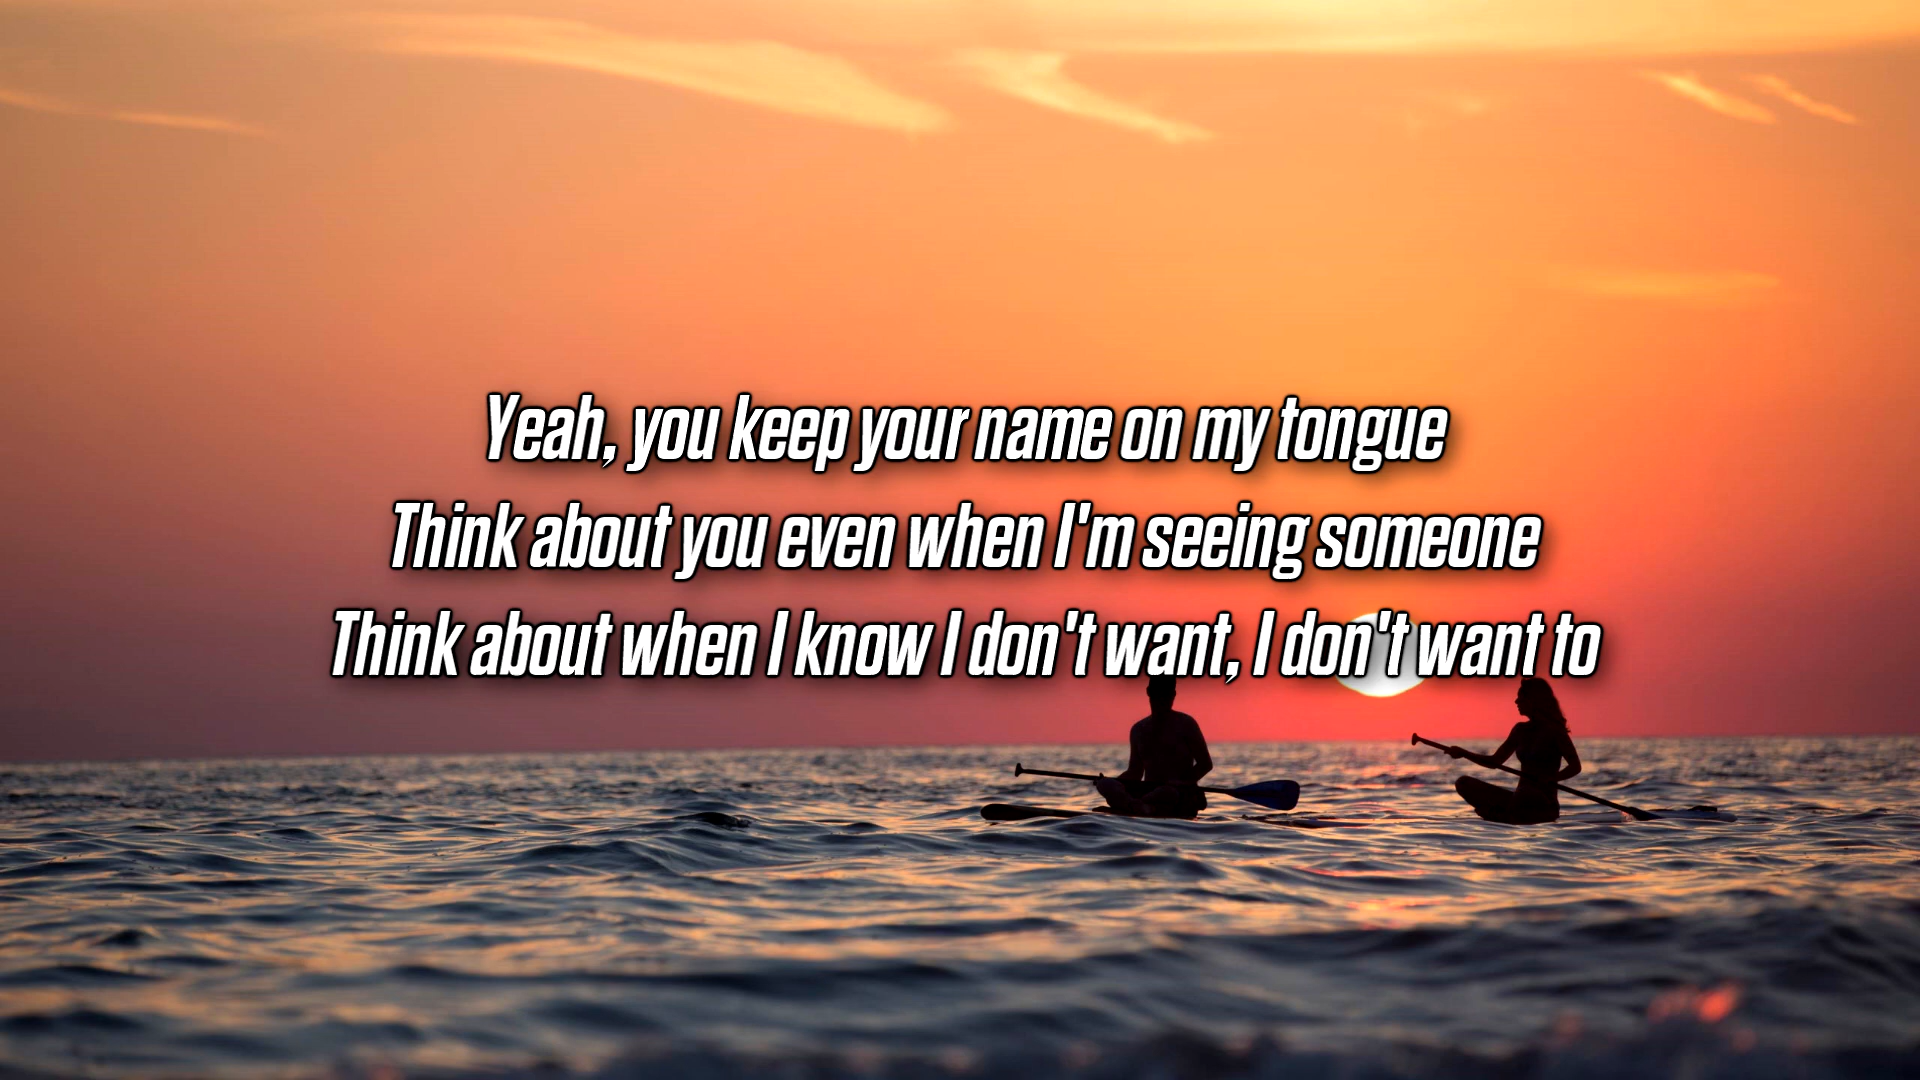 Yeah, you keep your name on my tongue
Think about you even when I'm seeing someone
Think about when I know I don't want, I don't want to